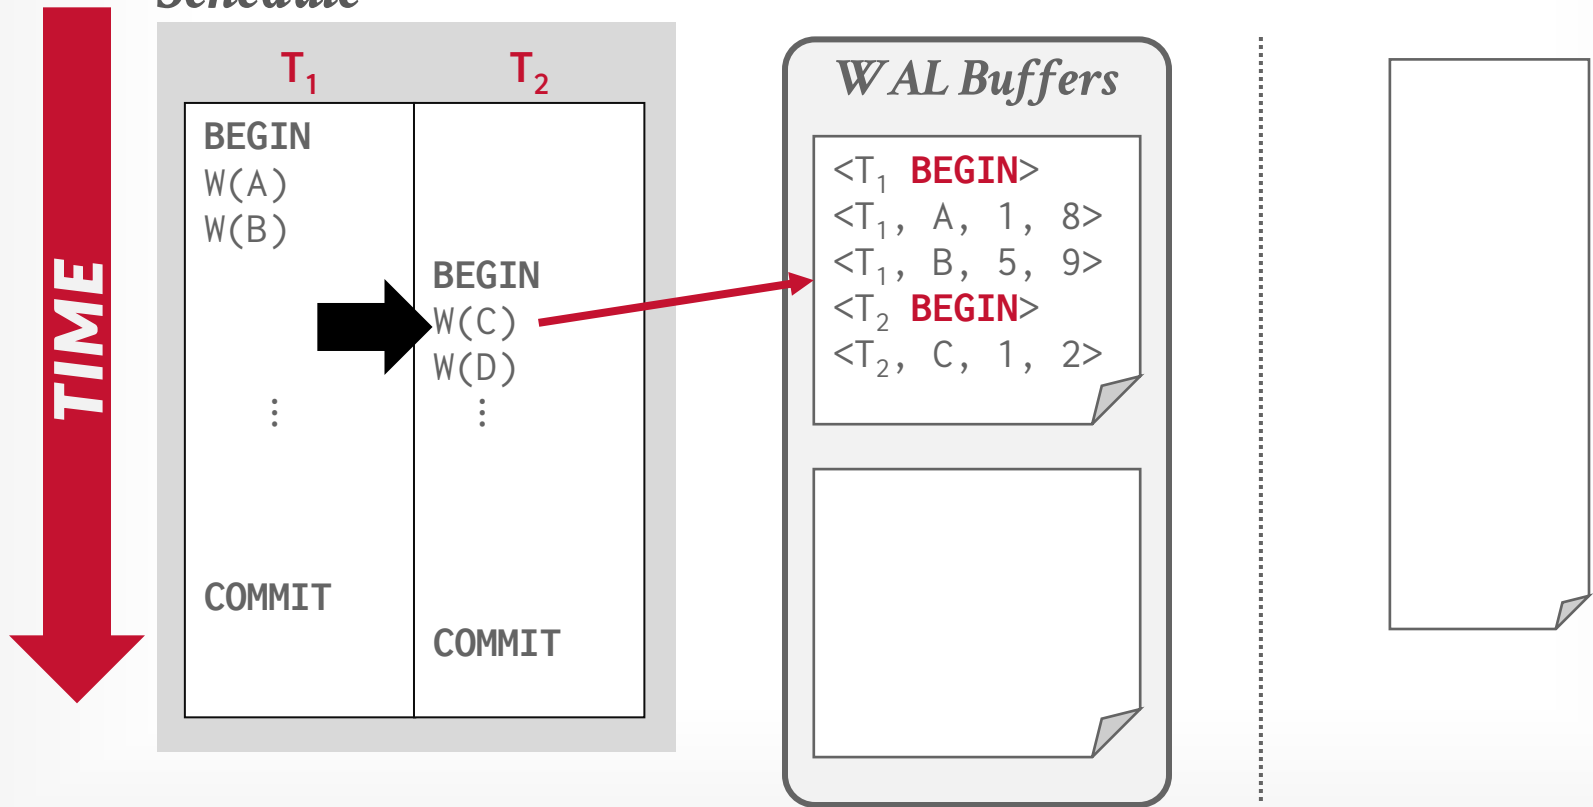 Schedule
TIME
T₁ T₂
BEGIN
W(A)
W(B)
BEGIN
W(C)
W(D)
⋮ ⋮
COMMIT
COMMIT
WAL Buffers
<T₁ BEGIN>
<T₁, A, 1, 8>
<T₁, B, 5, 9>
<T₂ BEGIN>
<T₂, C, 1, 2>